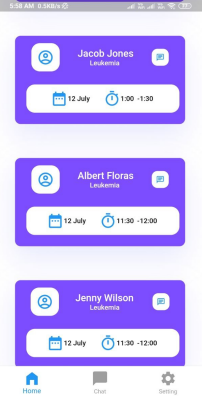 5:58 AM 0.5KB/s
Jacob Jones
Leukemia
12 July 1:00 -1:30
Albert Floras
Leukemia
12 July 11:30 -12:00
Jenny Wilson
Leukemia
12 July 11:30 -12:00
Home Chat Setting